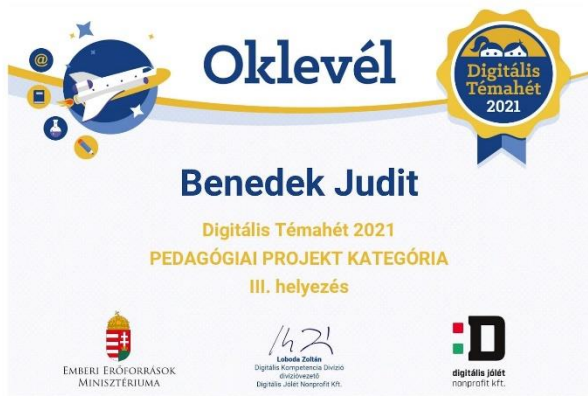 Oklevél
Digitális
Témahét
2021
@
Benedek Judit
Digitális Témahét 2021
PEDAGÓGIAI PROJEKT KATEGÓRIA
III. helyezés
EMBERI ERŐFORRÁSOK
MINISZTÉRIUMA
Loboda Zoltán
Digitális Kompetencia Divízió
divízióvezető
Digitális Jólét Nonprofit Kft.
:D
digitális jólét
nonprofit kft.